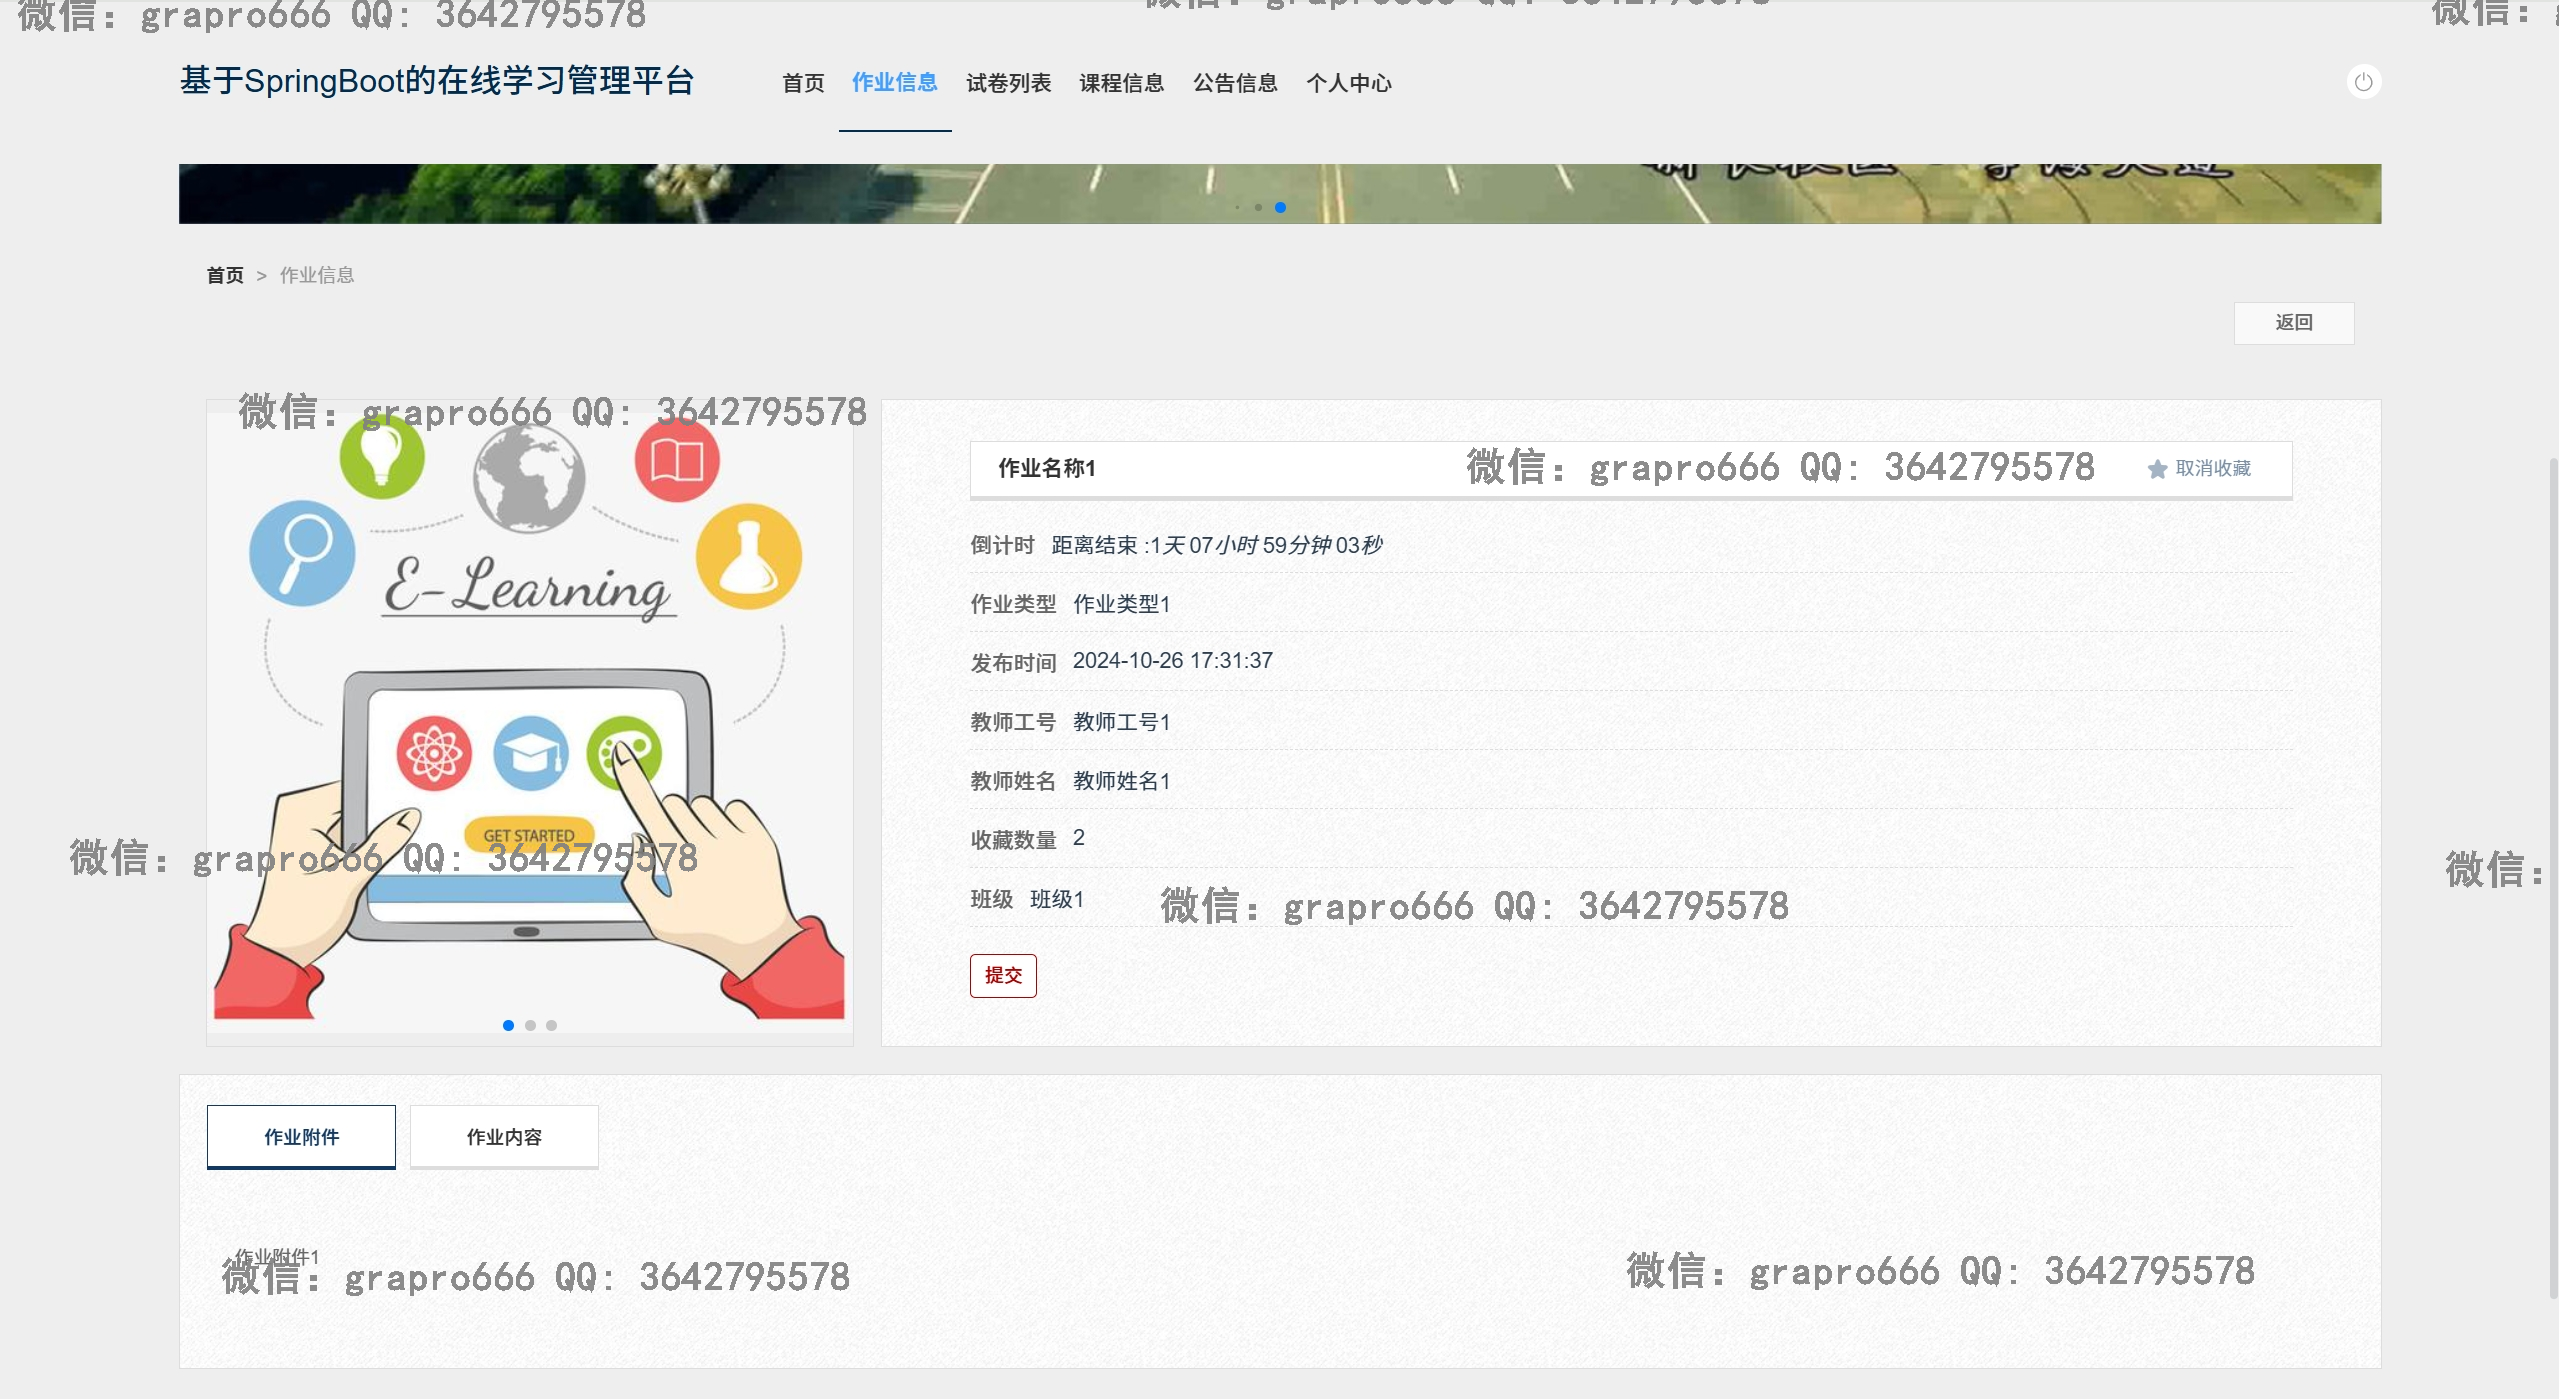 微信: grapro666 QQ: 3642795578
基于SpringBoot的在线学习管理平台
首页 作业信息 试卷列表 课程信息 公告信息 个人中心
首页 > 作业信息
返回
微信: grapro666 QQ: 3642795578
E-Learning
GET STARTED
作业名称1
微信: grapro666 QQ: 3642795578
取消收藏
倒计时 距离结束 :1天 07小时 59分钟 03秒
作业类型 作业类型1
发布时间 2024-10-26 17:31:37
教师工号 教师工号1
教师姓名 教师姓名1
收藏数量 2
微信: grapro666 QQ: 3642795578
微信:
班级 班级1
微信: grapro666 QQ: 3642795578
提交
作业附件 作业内容
作业附件1
微信: grapro666 QQ: 3642795578
微信: grapro666 QQ: 3642795578